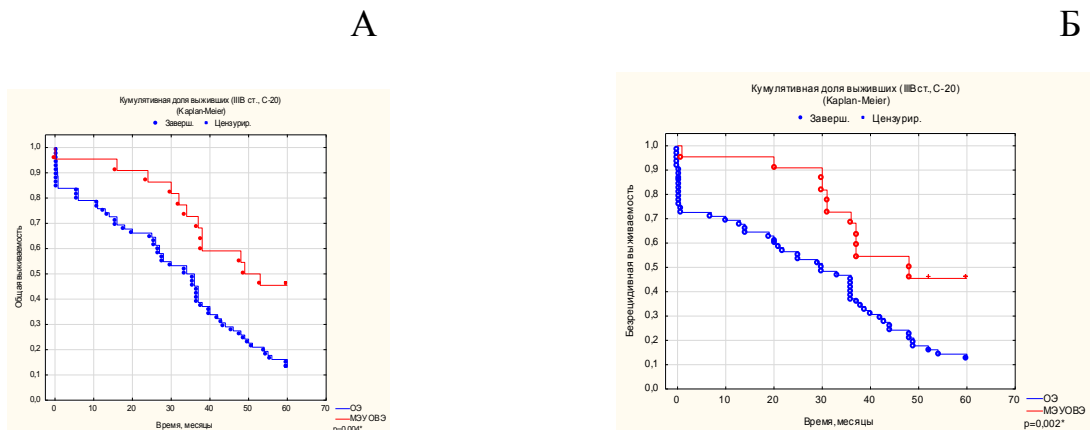 А
Б
Кумулятивная доля выживших (IIIВ ст., С-20)
(Kaplan-Meier)
Заверш. Цензурир.
Общая выживаемость
1,0
0,9
0,8
0,7
0,6
0,5
0,4
0,3
0,2
0,1
0,0
0 10 20 30 40 50 60 70
Время, месяцы
ОЭ
МЭУОВЭ
p=0,004*
Кумулятивная доля выживших (IIIВ ст., С-20)
(Kaplan-Meier)
Заверш. Цензурир.
Безрецидивная выживаемость
1,0
0,9
0,8
0,7
0,6
0,5
0,4
0,3
0,2
0,1
0,0
0 10 20 30 40 50 60 70
Время, месяцы
ОЭ
МЭУОВЭ
p=0,002*